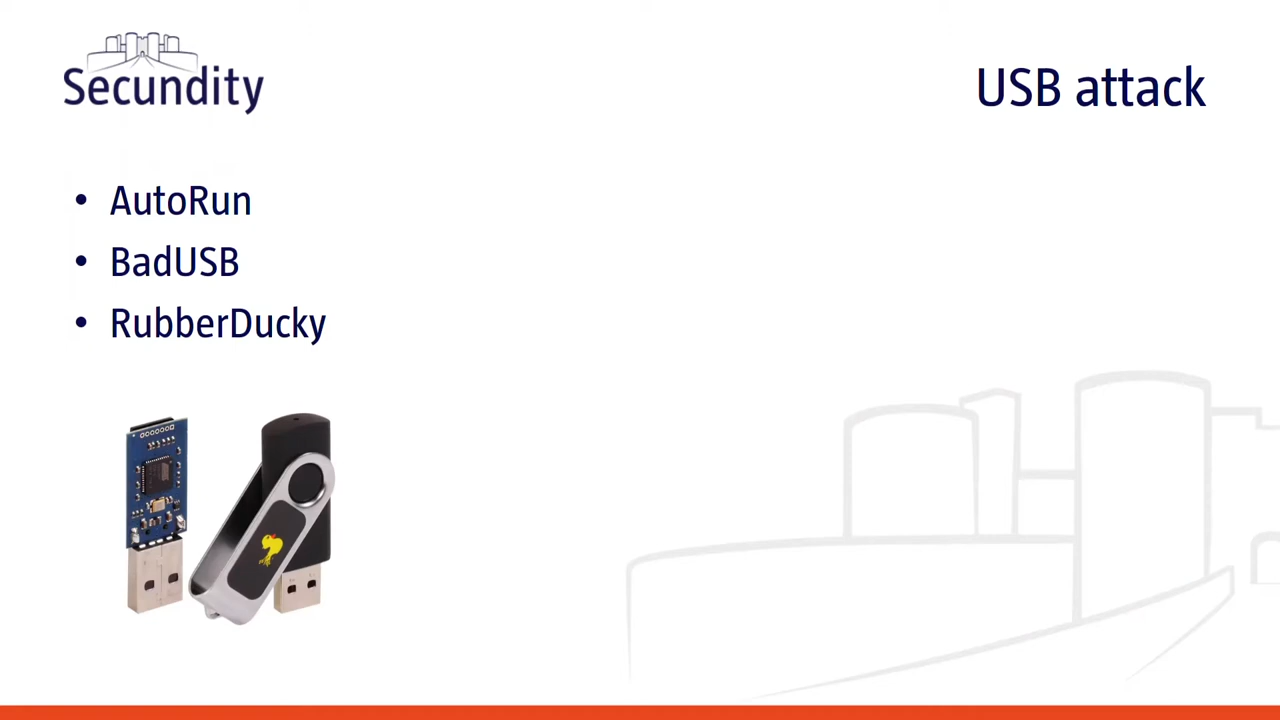 Secundity
USB attack
• AutoRun
• BadUSB
• RubberDucky